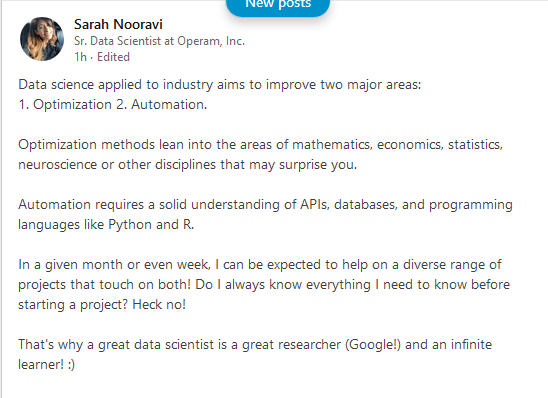 New posts
Sarah Nooravi
Sr. Data Scientist at Operam, Inc.
1h · Edited
Data science applied to industry aims to improve two major areas:
1. Optimization 2. Automation.
Optimization methods lean into the areas of mathematics, economics, statistics,
neuroscience or other disciplines that may surprise you.
Automation requires a solid understanding of APIs, databases, and programming
languages like Python and R.
In a given month or even week, I can be expected to help on a diverse range of
projects that touch on both! Do I always know everything I need to know before
starting a project? Heck no!
That's why a great data scientist is a great researcher (Google!) and an infinite
learner! :)